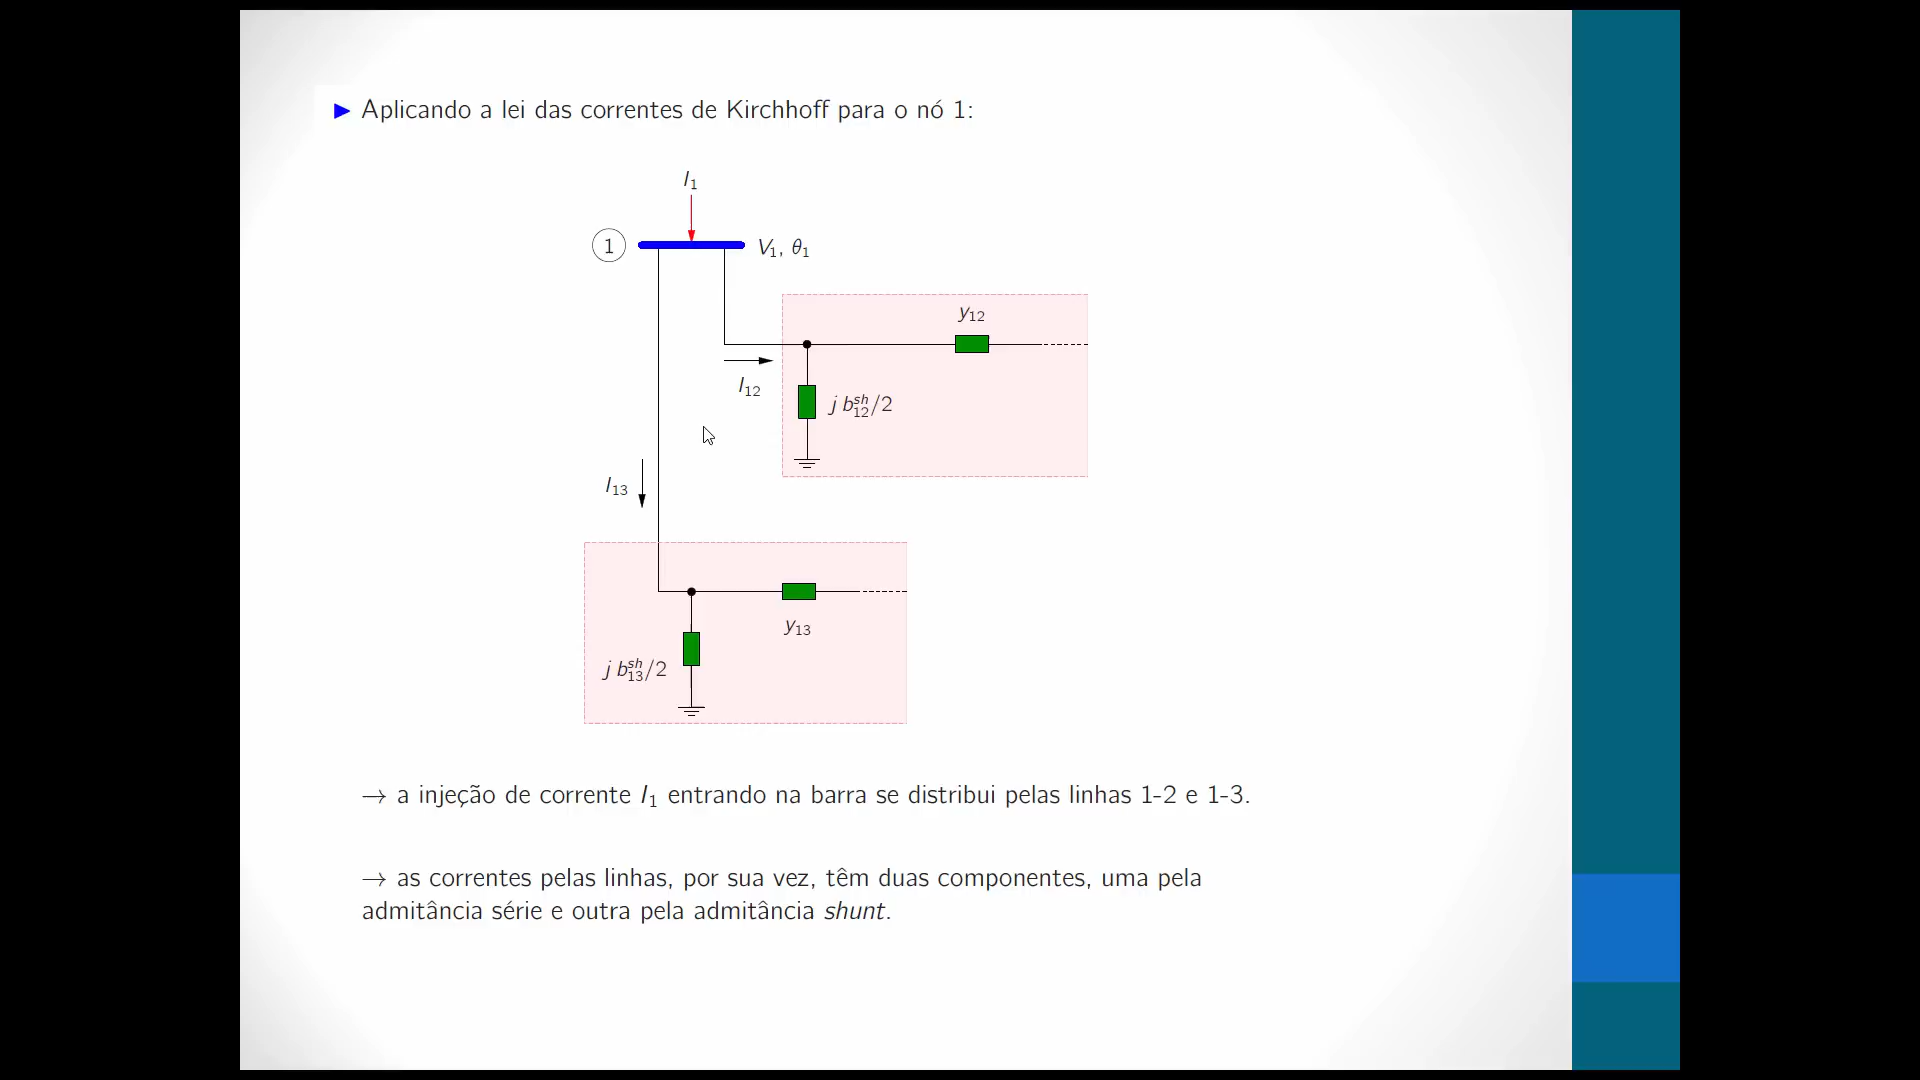 ▶ Aplicando a lei das correntes de Kirchhoff para o nó 1:
I₁
1
V₁, θ₁
y₁₂
I₁₂
j b₁₂ˢʰ/2
I₁₃
y₁₃
j b₁₃ˢʰ/2
→ a injeção de corrente I₁ entrando na barra se distribui pelas linhas 1-2 e 1-3.
→ as correntes pelas linhas, por sua vez, têm duas componentes, uma pela
admitância série e outra pela admitância shunt.